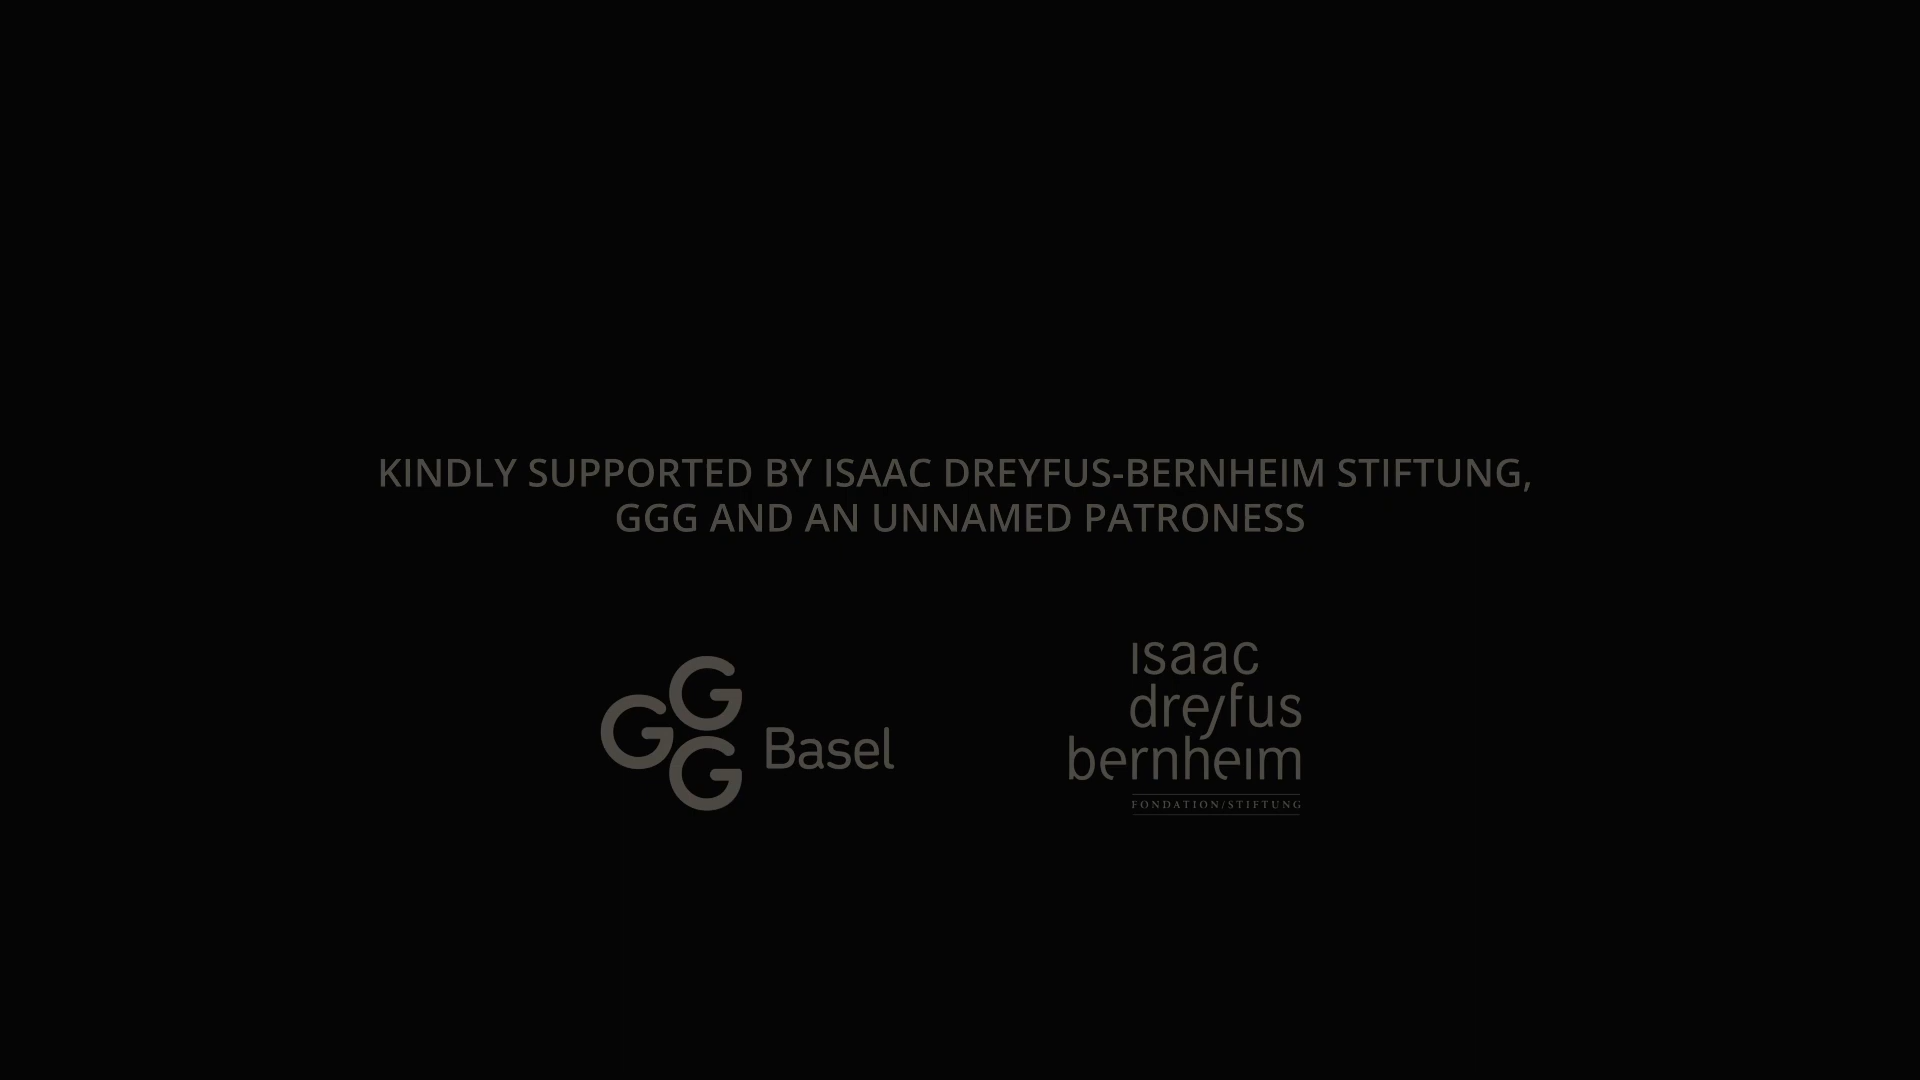 KINDLY SUPPORTED BY ISAAC DREYFUS-BERNHEIM STIFTUNG,
GGG AND AN UNNAMED PATRONESS
GGG Basel
isaac
dreyfus
bernheim
FONDATION/STIFTUNG